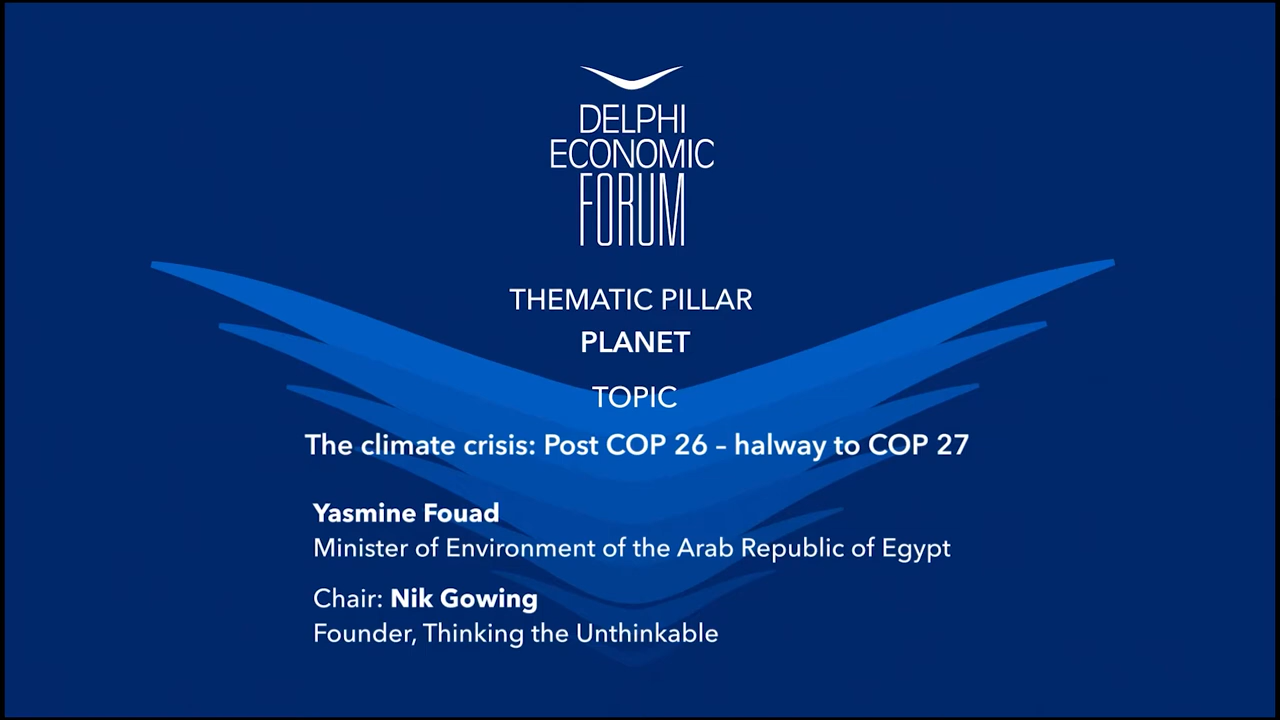 DELPHI
ECONOMIC
FORUM
THEMATIC PILLAR
PLANET
TOPIC
The climate crisis: Post COP 26 – halway to COP 27
Yasmine Fouad
Minister of Environment of the Arab Republic of Egypt
Chair: Nik Gowing
Founder, Thinking the Unthinkable